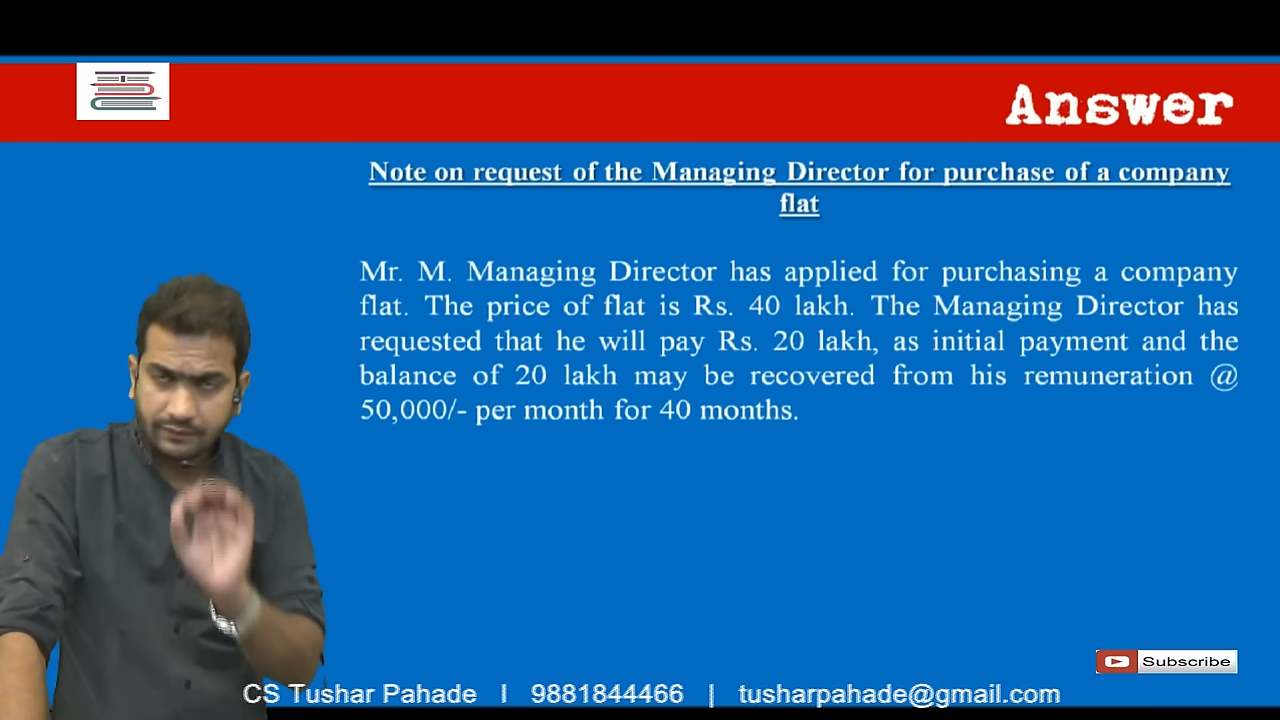 Answer
Note on request of the Managing Director for purchase of a company
flat
Mr. M. Managing Director has applied for purchasing a company
flat. The price of flat is Rs. 40 lakh. The Managing Director has
requested that he will pay Rs. 20 lakh, as initial payment and the
balance of 20 lakh may be recovered from his remuneration @
50,000/- per month for 40 months.
Subscribe
CS Tushar Pahade I 9881844466 | tusharpahade@gmail.com